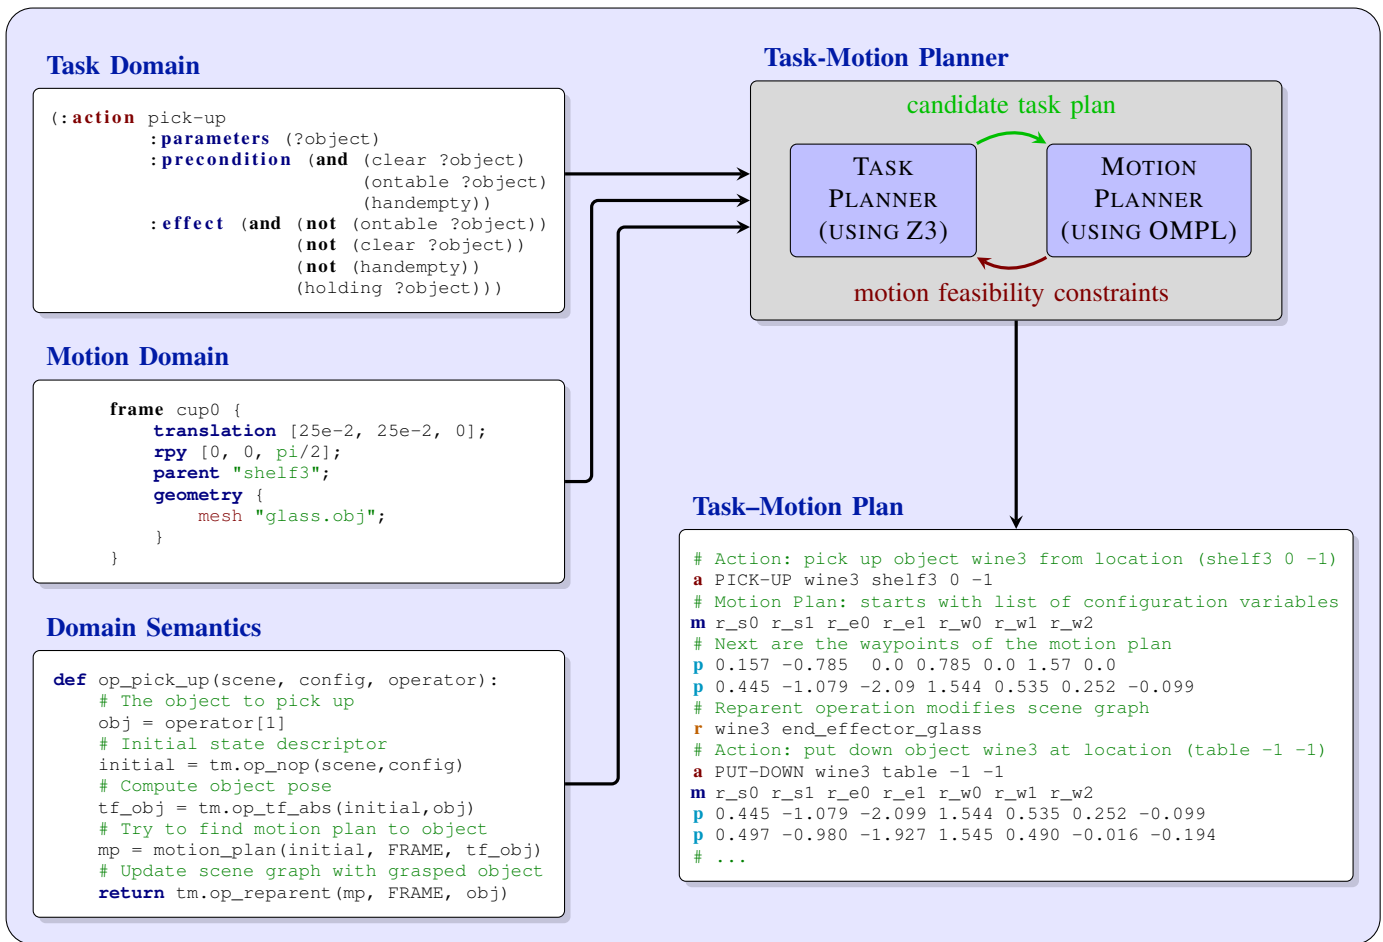 Task Domain
(:action pick-up
:parameters (?object)
:precondition (and (clear ?object)
(ontable ?object)
(handempty))
:effect (and (not (ontable ?object))
(not (clear ?object))
(not (handempty))
(holding ?object)))
Motion Domain
frame cup0 {
translation [25e-2, 25e-2, 0];
rpy [0, 0, pi/2];
parent "shelf3";
geometry {
mesh "glass.obj";
}
}
Domain Semantics
def op_pick_up(scene, config, operator):
# The object to pick up
obj = operator[1]
# Initial state descriptor
initial = tm.op_nop(scene,config)
# Compute object pose
tf_obj = tm.op_tf_abs(initial,obj)
# Try to find motion plan to object
mp = motion_plan(initial, FRAME, tf_obj)
# Update scene graph with grasped object
return tm.op_reparent(mp, FRAME, obj)
Task-Motion Planner
candidate task plan
TASK
PLANNER
(USING Z3)
MOTION
PLANNER
(USING OMPL)
motion feasibility constraints
Task–Motion Plan
# Action: pick up object wine3 from location (shelf3 0 -1)
a PICK-UP wine3 shelf3 0 -1
# Motion Plan: starts with list of configuration variables
m r_s0 r_s1 r_e0 r_e1 r_w0 r_w1 r_w2
# Next are the waypoints of the motion plan
p 0.157 -0.785  0.0 0.785 0.0 1.57 0.0
p 0.445 -1.079 -2.09 1.544 0.535 0.252 -0.099
# Reparent operation modifies scene graph
r wine3 end_effector_glass
# Action: put down object wine3 at location (table -1 -1)
a PUT-DOWN wine3 table -1 -1
m r_s0 r_s1 r_e0 r_e1 r_w0 r_w1 r_w2
p 0.445 -1.079 -2.099 1.544 0.535 0.252 -0.099
p 0.497 -0.980 -1.927 1.545 0.490 -0.016 -0.194
# ...